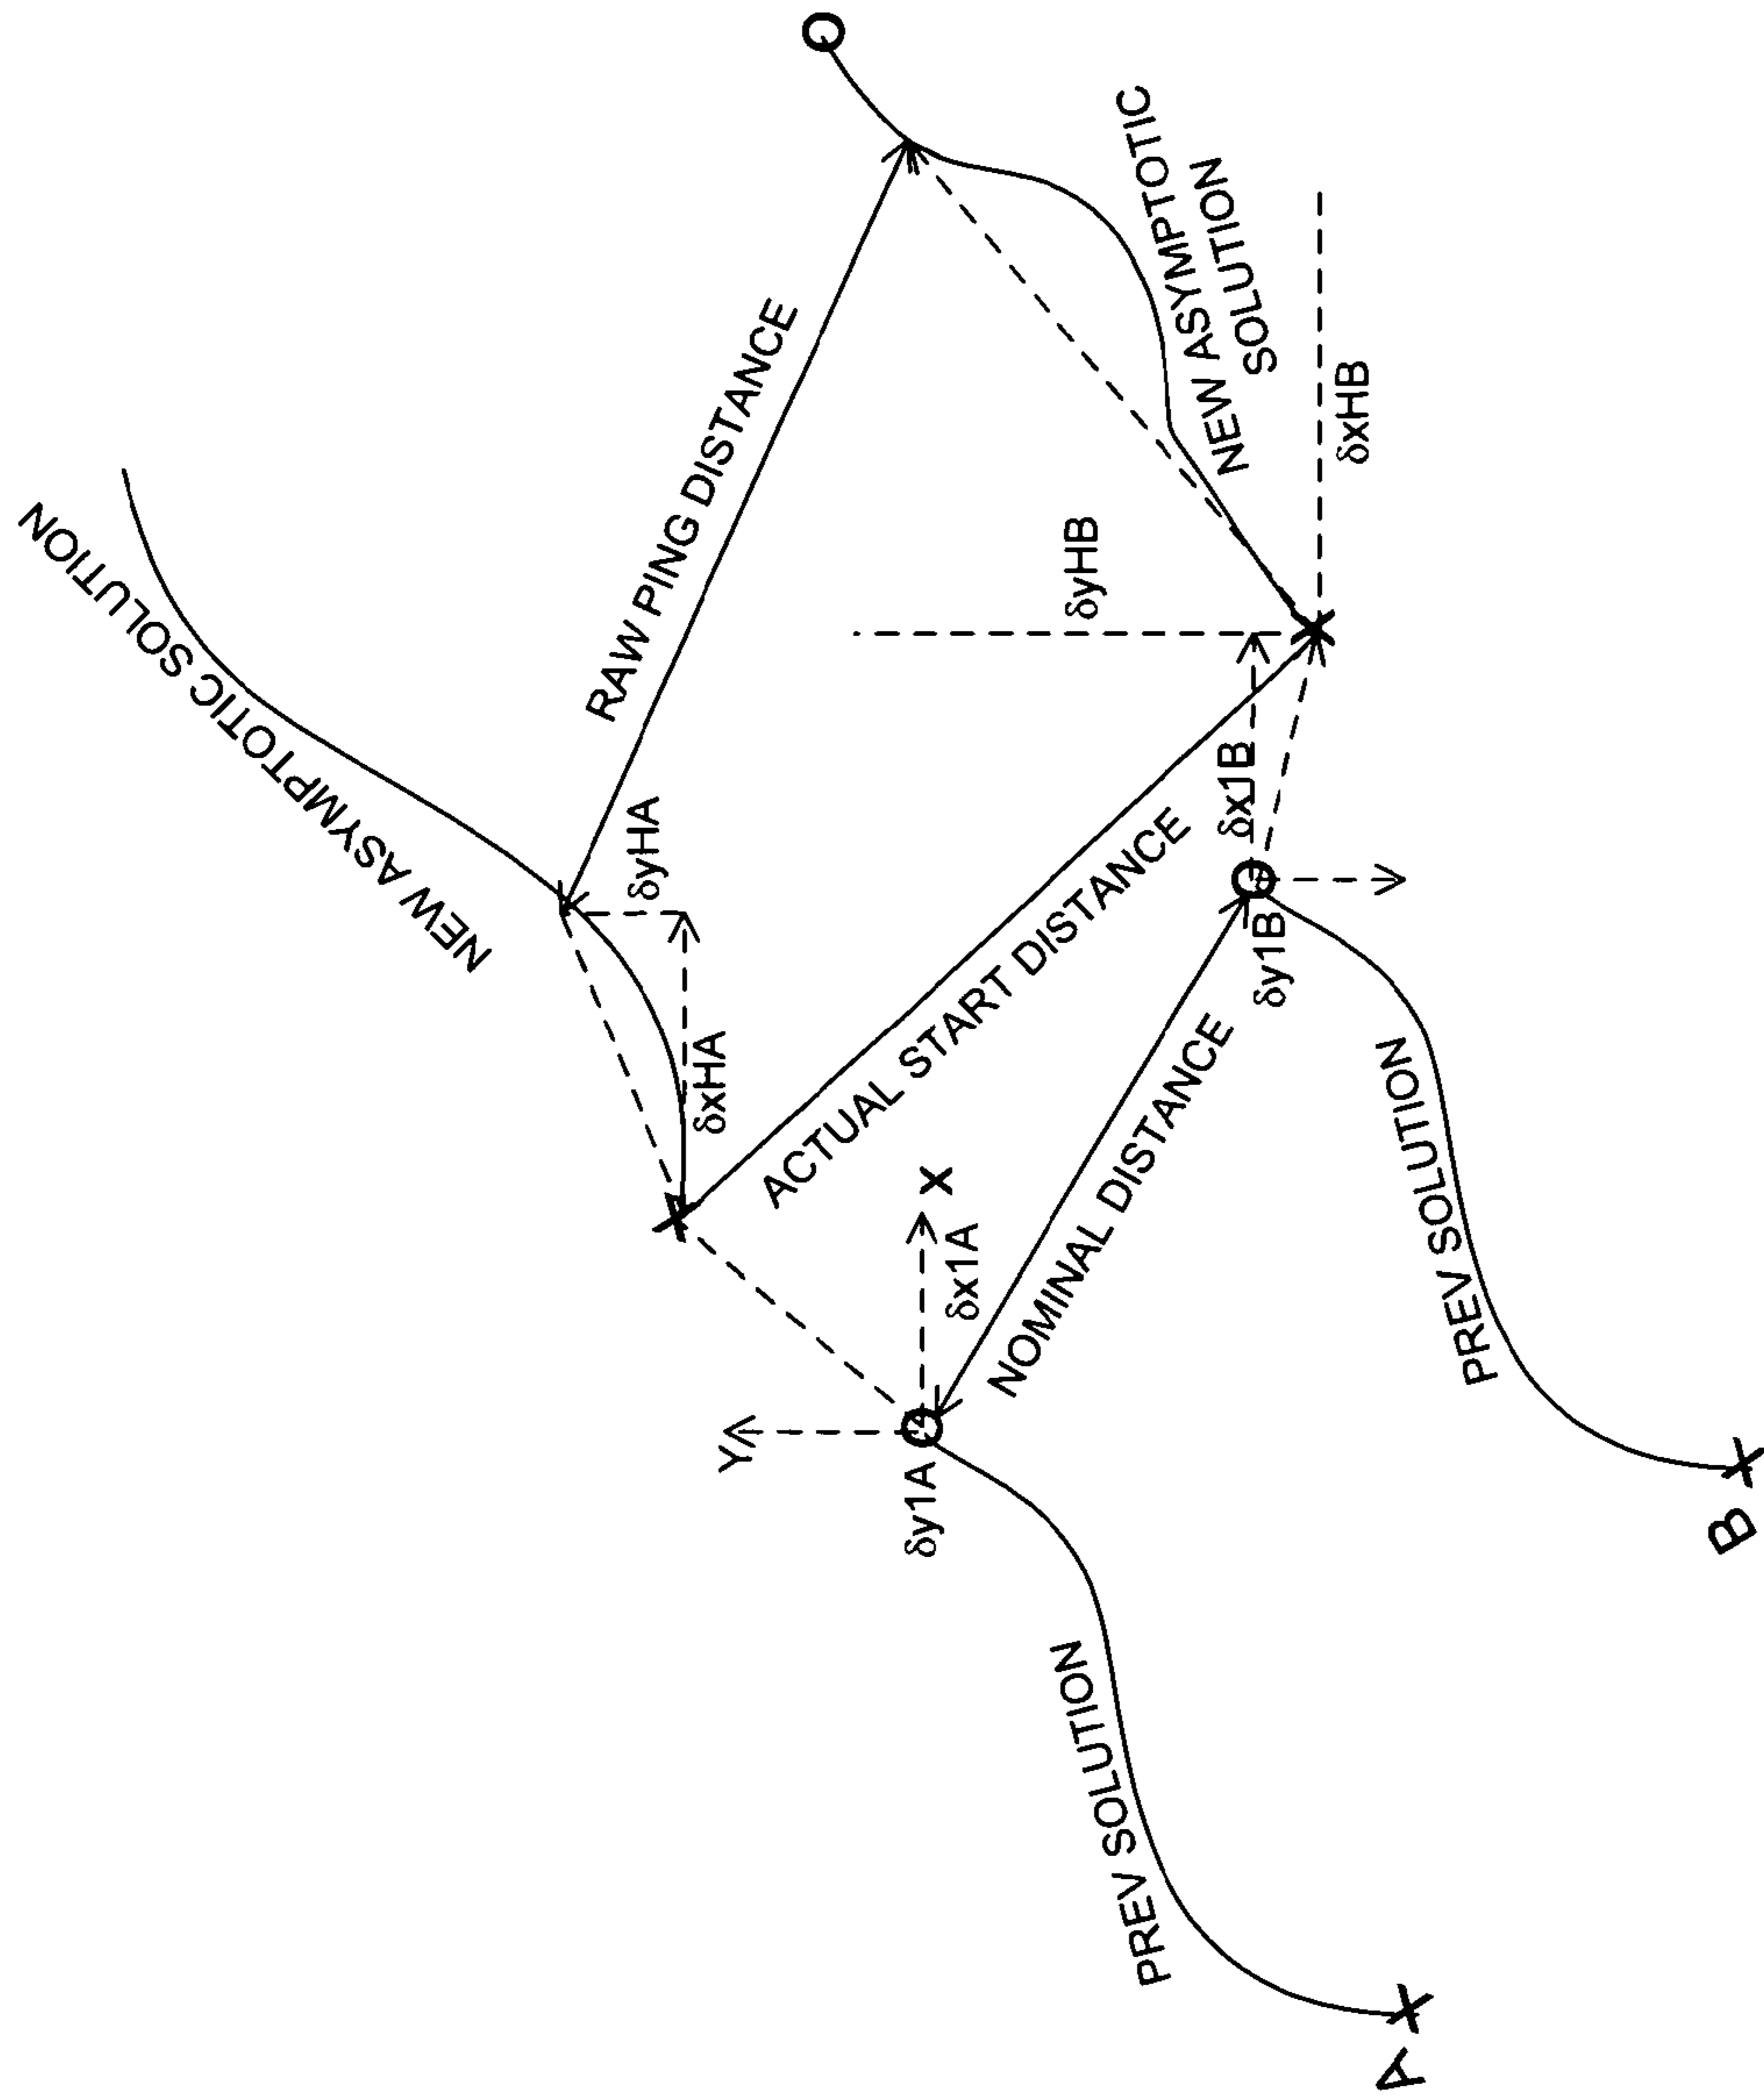 NEW ASYMPTOTIC SOLUTION
RAW PING DISTANCE
NEW ASYMPTOTIC
SOLUTION
δyHA
δxHA
δyHB
δxHB
ACTUAL START DISTANCE
Y
X
δx1A
δy1A
NOMINAL DISTANCE
δx1B
δy1B
PREV SOLUTION
PREV SOLUTION
A
B